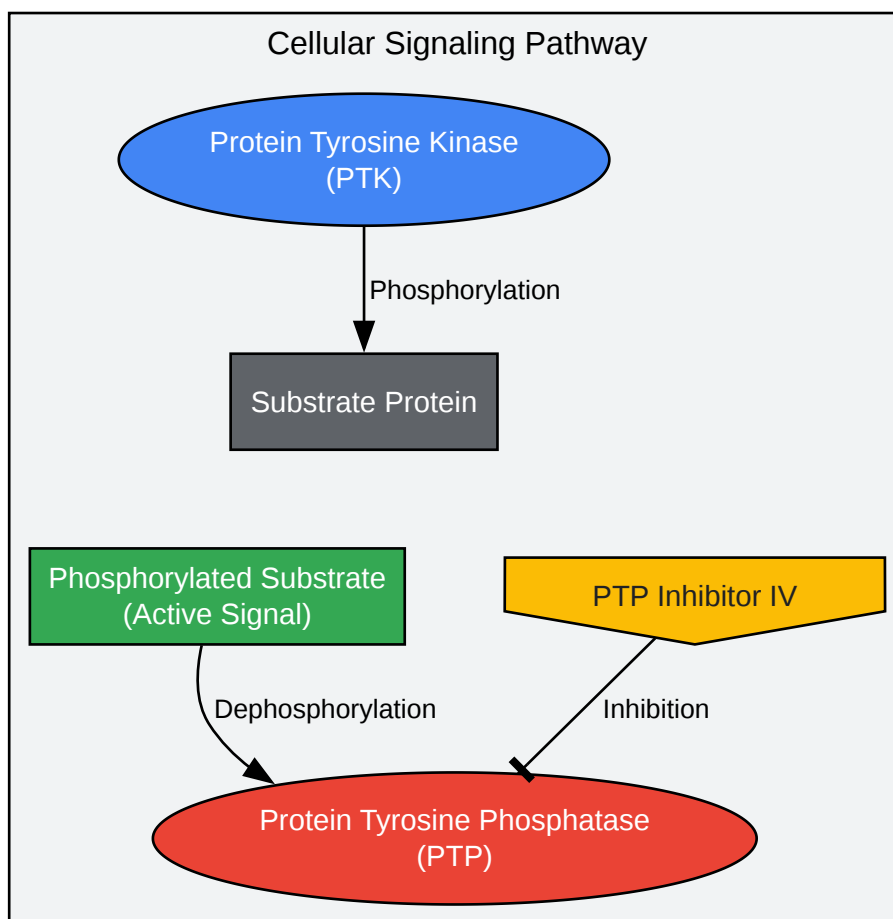 Cellular Signaling Pathway
Protein Tyrosine Kinase
(PTK)
Phosphorylation
Substrate Protein
Phosphorylated Substrate
(Active Signal)
PTP Inhibitor IV
Dephosphorylation
Inhibition
Protein Tyrosine Phosphatase
(PTP)